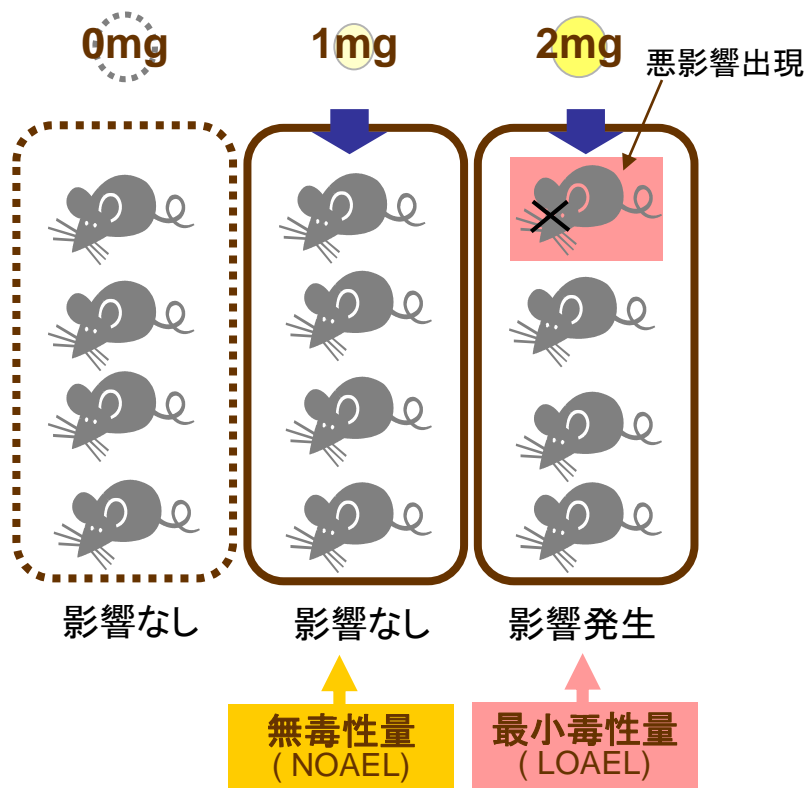 0mg
1mg
2mg
悪影響出現
影響なし
影響なし
影響発生
無毒性量
( NOAEL)
最小毒性量
( LOAEL)